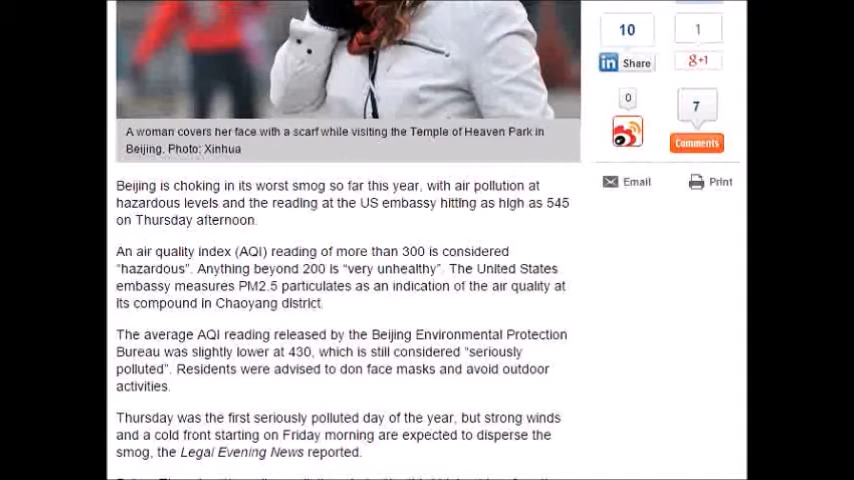 10
1
in Share
g+1
0
7
Comments
Email
Print
A woman covers her face with a scarf while visiting the Temple of Heaven Park in
Beijing. Photo: Xinhua
Beijing is choking in its worst smog so far this year, with air pollution at
hazardous levels and the reading at the US embassy hitting as high as 545
on Thursday afternoon.
An air quality index (AQI) reading of more than 300 is considered
“hazardous”. Anything beyond 200 is “very unhealthy”. The United States
embassy measures PM2.5 particulates as an indication of the air quality at
its compound in Chaoyang district.
The average AQI reading released by the Beijing Environmental Protection
Bureau was slightly lower at 430, which is still considered “seriously
polluted”. Residents were advised to don face masks and avoid outdoor
activities.
Thursday was the first seriously polluted day of the year, but strong winds
and a cold front starting on Friday morning are expected to disperse the
smog, the Legal Evening News reported.